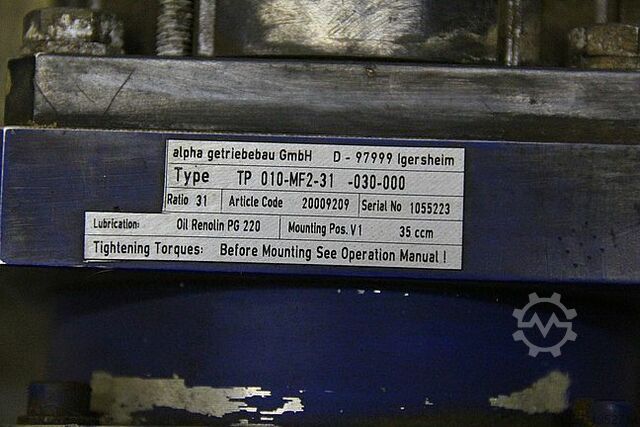 alpha getriebebau GmbH D - 97999 Igersheim
Type TP 010-MF2-31 -030-000
Ratio 31 Article Code 20009209 Serial No 1055223
Lubrication: Oil Renolin PG 220 Mounting Pos. V1 35 ccm
Tightening Torques: Before Mounting See Operation Manual !